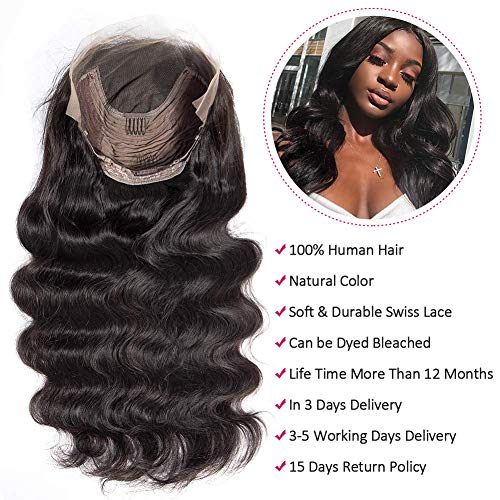 100% Human Hair
Natural Color
Soft & Durable Swiss Lace
Can be Dyed Bleached
Life Time More Than 12 Months
In 3 Days Delivery
3-5 Working Days Delivery
15 Days Return Policy